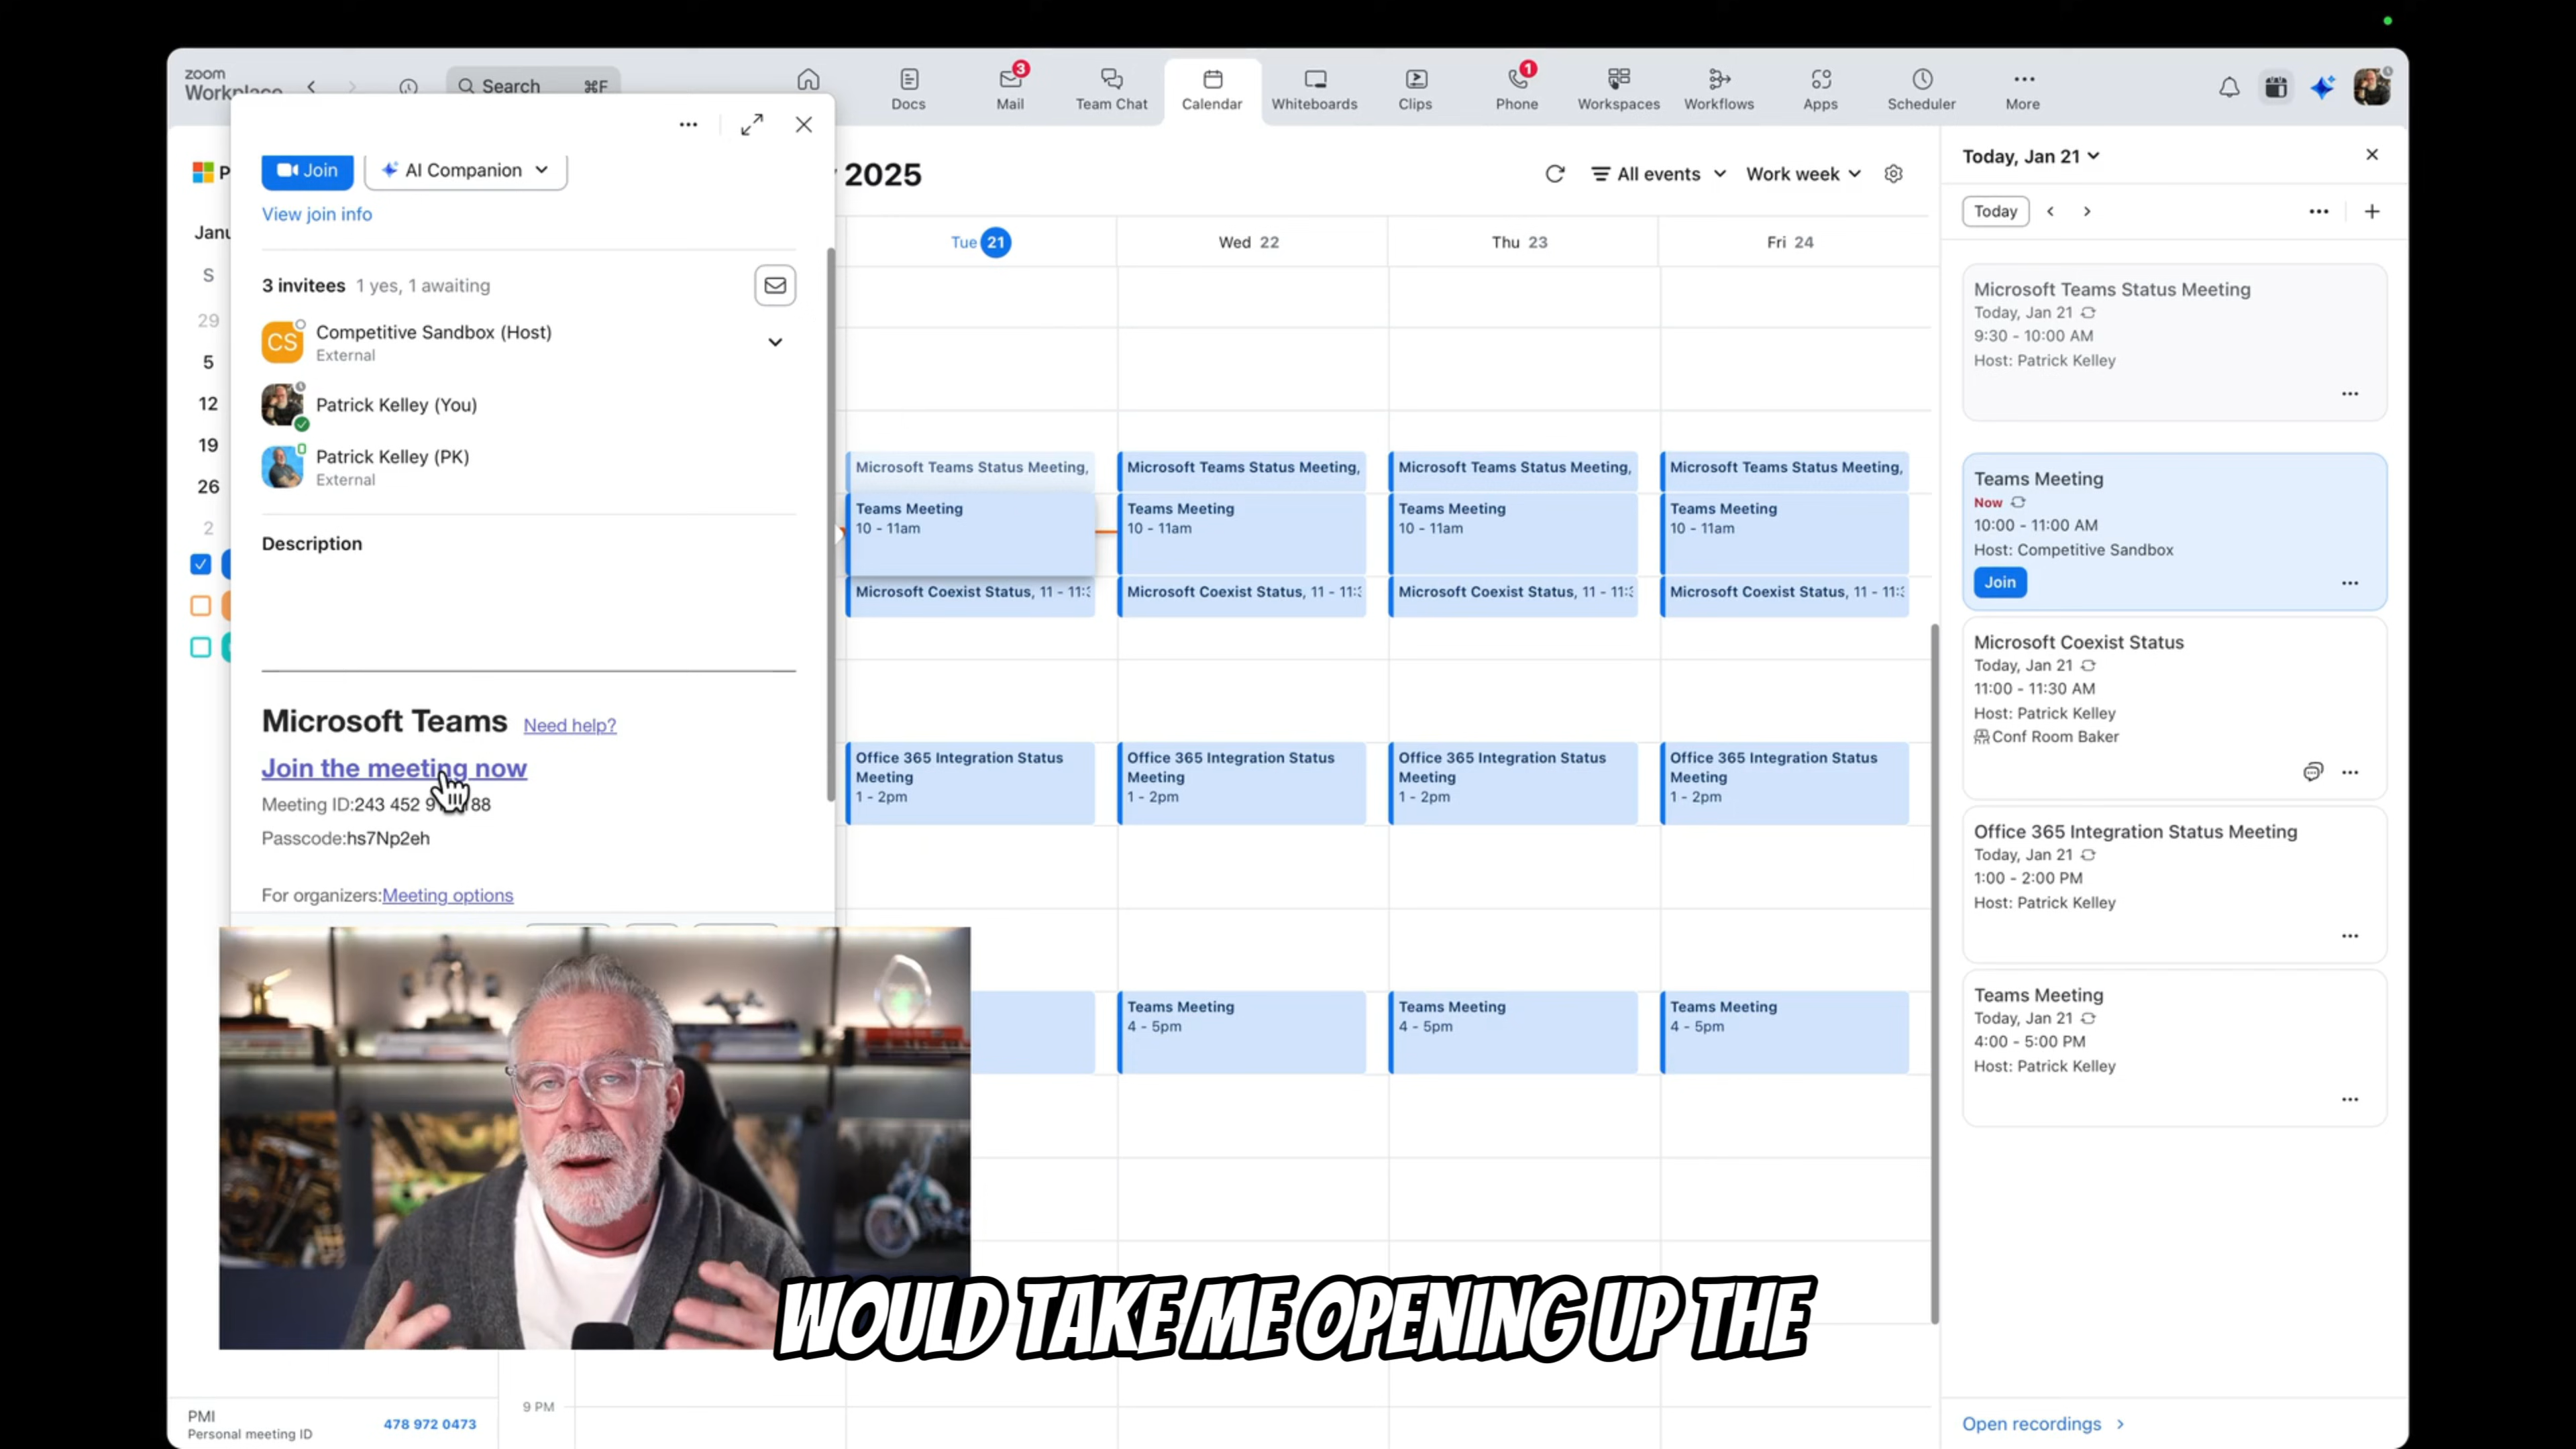 zoom
Workplace
Search ⌘F
Docs
Mail
3
Team Chat
Calendar
Whiteboards
Clips
Phone
1
Workspaces
Workflows
Apps
Scheduler
More
Join
AI Companion
View join info
3 invitees 1 yes, 1 awaiting
CS
Competitive Sandbox (Host)
External
Patrick Kelley (You)
Patrick Kelley (PK)
External
Description
Microsoft Teams Need help?
Join the meeting now
Meeting ID:243 452 9 188
Passcode:hs7Np2eh
For organizers:Meeting options
P
Janu
S
29
5
12
19
26
2
2025
All events
Work week
Tue 21
Wed 22
Thu 23
Fri 24
Microsoft Teams Status Meeting,
Microsoft Teams Status Meeting,
Microsoft Teams Status Meeting,
Microsoft Teams Status Meeting,
Teams Meeting
10 - 11am
Teams Meeting
10 - 11am
Teams Meeting
10 - 11am
Teams Meeting
10 - 11am
Microsoft Coexist Status, 11 - 11:3
Microsoft Coexist Status, 11 - 11:3
Microsoft Coexist Status, 11 - 11:3
Microsoft Coexist Status, 11 - 11:3
Office 365 Integration Status
Meeting
1 - 2pm
Office 365 Integration Status
Meeting
1 - 2pm
Office 365 Integration Status
Meeting
1 - 2pm
Office 365 Integration Status
Meeting
1 - 2pm
Teams Meeting
4 - 5pm
Teams Meeting
4 - 5pm
Teams Meeting
4 - 5pm
WOULD TAKE ME OPENING UP THE
9 PM
PMI
Personal meeting ID
478 972 0473
Today, Jan 21
Today
Microsoft Teams Status Meeting
Today, Jan 21
9:30 - 10:00 AM
Host: Patrick Kelley
Teams Meeting
Now
10:00 - 11:00 AM
Host: Competitive Sandbox
Join
Microsoft Coexist Status
Today, Jan 21
11:00 - 11:30 AM
Host: Patrick Kelley
Conf Room Baker
Office 365 Integration Status Meeting
Today, Jan 21
1:00 - 2:00 PM
Host: Patrick Kelley
Teams Meeting
Today, Jan 21
4:00 - 5:00 PM
Host: Patrick Kelley
Open recordings